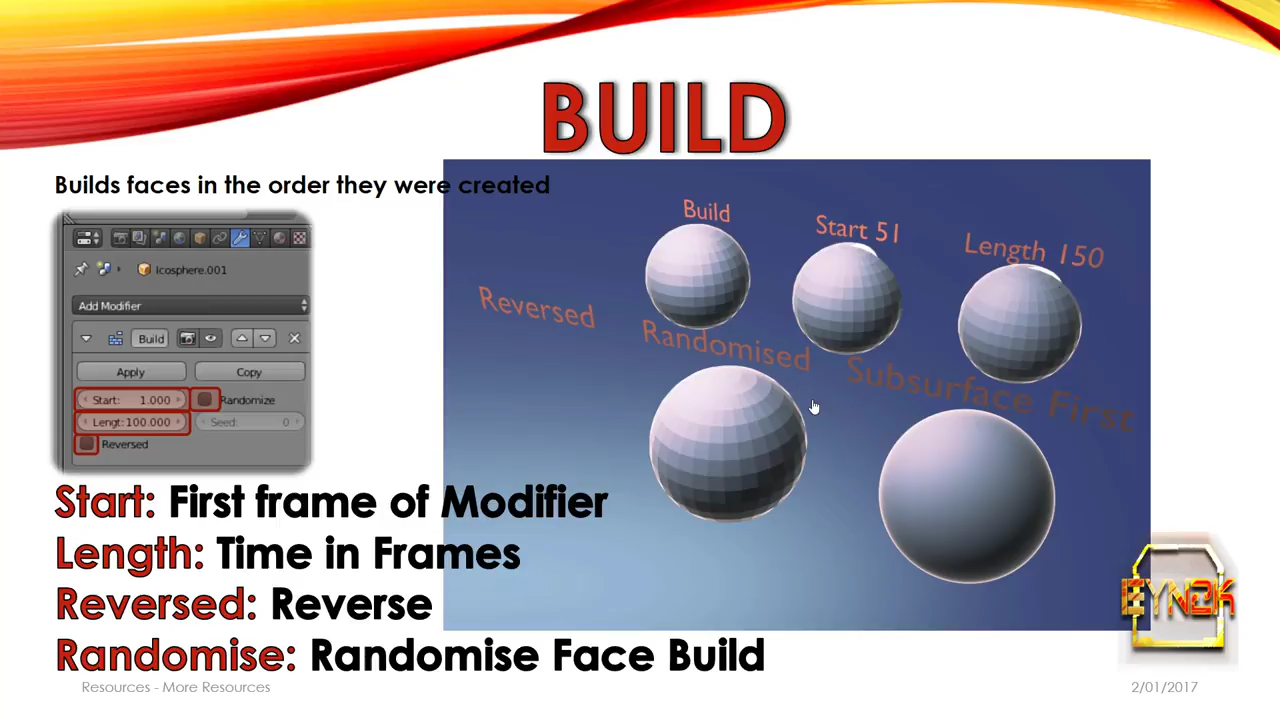 BUILD
Builds faces in the order they were created
Icosphere.001
Add Modifier
Build
Apply
Copy
Start: 1.000
Randomize
Lengt:100.000
Seed: 0
Reversed
Build
Start 51
Length 150
Reversed
Randomised
Subsurface First
Start: First frame of Modifier
Length: Time in Frames
Reversed: Reverse
Randomise: Randomise Face Build
EYN2K
Resources - More Resources
2/01/2017